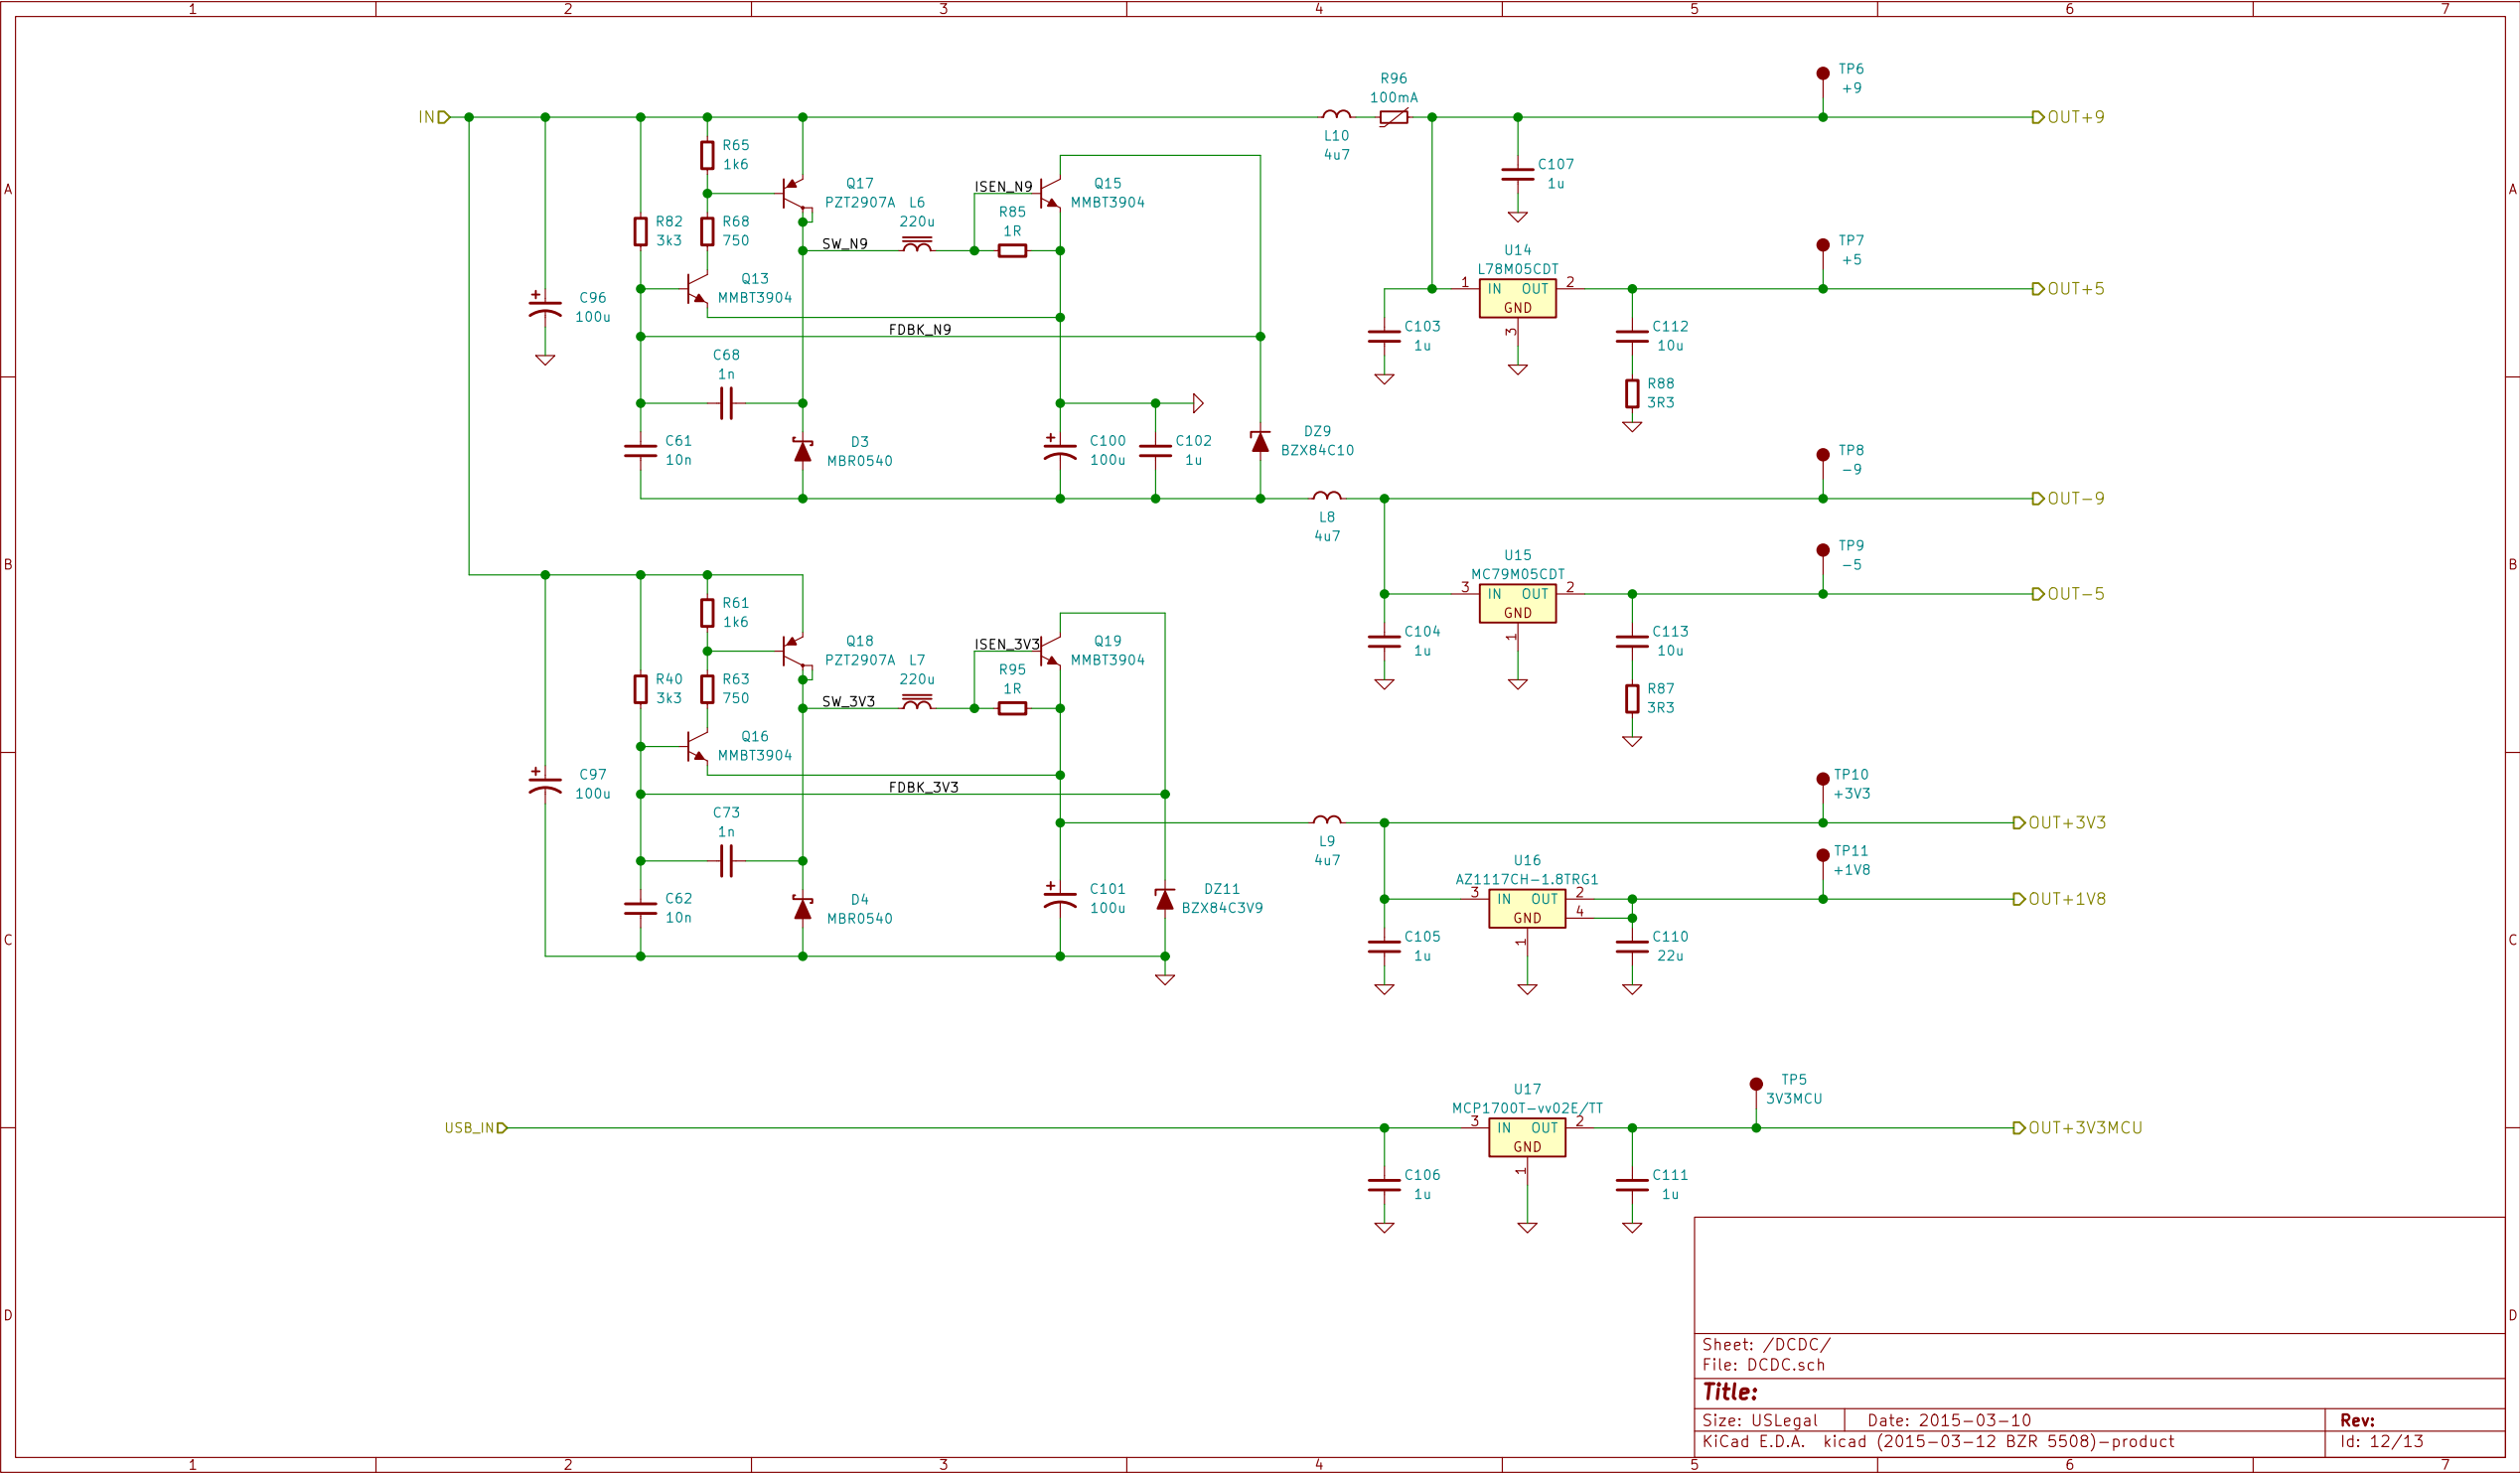 1 2 3 4 5 6 7
A
B
C
D
A
B
C
D
IN
C96
100u
R82
3k3
R65
1k6
R68
750
Q13
MMBT3904
Q17
PZT2907A
SW_N9
L6
220u
ISEN_N9
R85
1R
Q15
MMBT3904
FDBK_N9
C68
1n
C61
10n
D3
MBR0540
C100
100u
C102
1u
DZ9
BZX84C10
L10
4u7
R96
100mA
C107
1u
TP6
+9
OUT+9
C103
1u
U14
L78M05CDT
1
IN
OUT
2
GND
3
C112
10u
R88
3R3
TP7
+5
OUT+5
L8
4u7
TP8
-9
OUT-9
C104
1u
U15
MC79M05CDT
3
IN
OUT
2
GND
1
C113
10u
R87
3R3
TP9
-5
OUT-5
C97
100u
R40
3k3
R61
1k6
R63
750
Q16
MMBT3904
Q18
PZT2907A
SW_3V3
L7
220u
ISEN_3V3
R95
1R
Q19
MMBT3904
FDBK_3V3
C73
1n
C62
10n
D4
MBR0540
C101
100u
DZ11
BZX84C3V9
L9
4u7
TP10
+3V3
OUT+3V3
C105
1u
U16
AZ1117CH-1.8TRG1
3
IN
OUT
2
4
GND
1
C110
22u
TP11
+1V8
OUT+1V8
USB_IN
C106
1u
U17
MCP1700T-vv02E/TT
3
IN
OUT
2
GND
1
C111
1u
TP5
3V3MCU
OUT+3V3MCU
Sheet: /DCDC/
File: DCDC.sch
Title:
Size: USLegal
Date: 2015-03-10
Rev:
KiCad E.D.A. kicad (2015-03-12 BZR 5508)-product
Id: 12/13
1 2 3 4 5 6 7